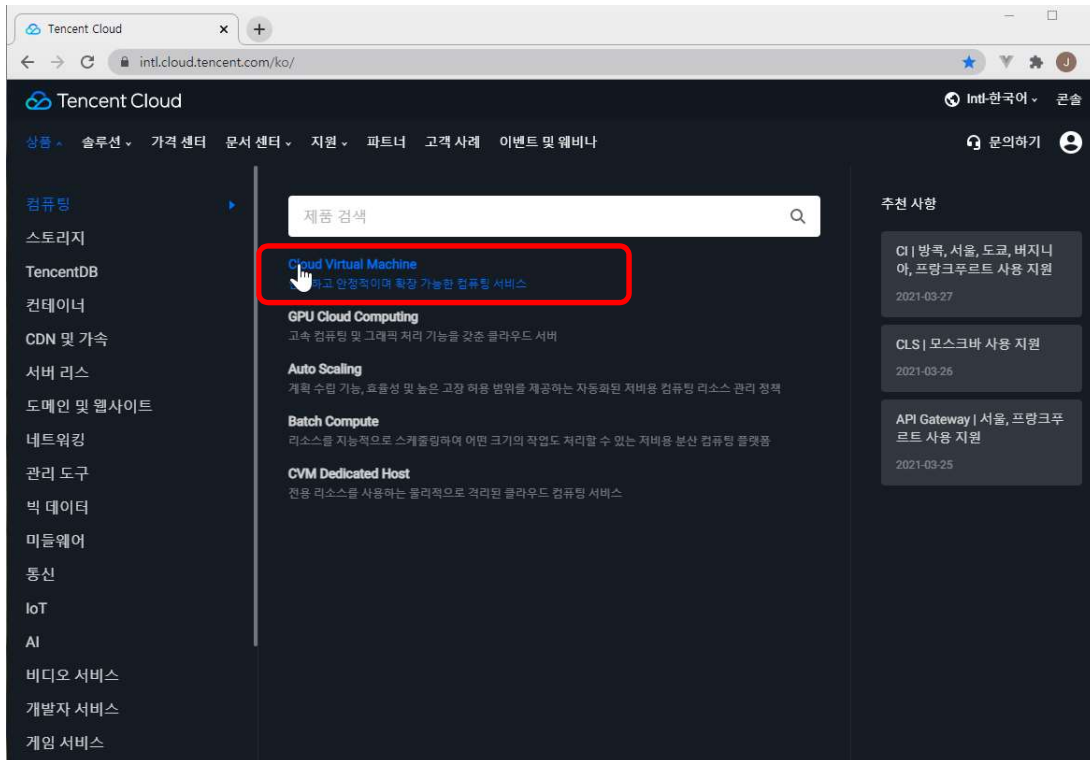 Tencent Cloud
intl.cloud.tencent.com/ko/
J
Tencent Cloud
Intl-한국어
콘솔
상품
솔루션
가격 센터
문서 센터
지원
파트너
고객 사례
이벤트 및 웨비나
문의하기
컴퓨팅
스토리지
TencentDB
컨테이너
CDN 및 가속
서버 리스
도메인 및 웹사이트
네트워킹
관리 도구
빅 데이터
미들웨어
통신
IoT
AI
비디오 서비스
개발자 서비스
게임 서비스
제품 검색
Cloud Virtual Machine
안정적이며 확장 가능한 컴퓨팅 서비스
GPU Cloud Computing
고속 컴퓨팅 및 그래픽 처리 기능을 갖춘 클라우드 서버
Auto Scaling
계획 수립 기능, 효율성 및 높은 고장 허용 범위를 제공하는 자동화된 저비용 컴퓨팅 리소스 관리 정책
Batch Compute
리소스를 지능적으로 스케줄링하여 어떤 크기의 작업도 처리할 수 있는 저비용 분산 컴퓨팅 플랫폼
CVM Dedicated Host
전용 리소스를 사용하는 물리적으로 격리된 클라우드 컴퓨팅 서비스
추천 사항
CI | 방콕, 서울, 도쿄, 버지니
아, 프랑크푸르트 사용 지원
2021-03-27
CLS | 모스크바 사용 지원
2021-03-26
API Gateway | 서울, 프랑크푸
르트 사용 지원
2021-03-25